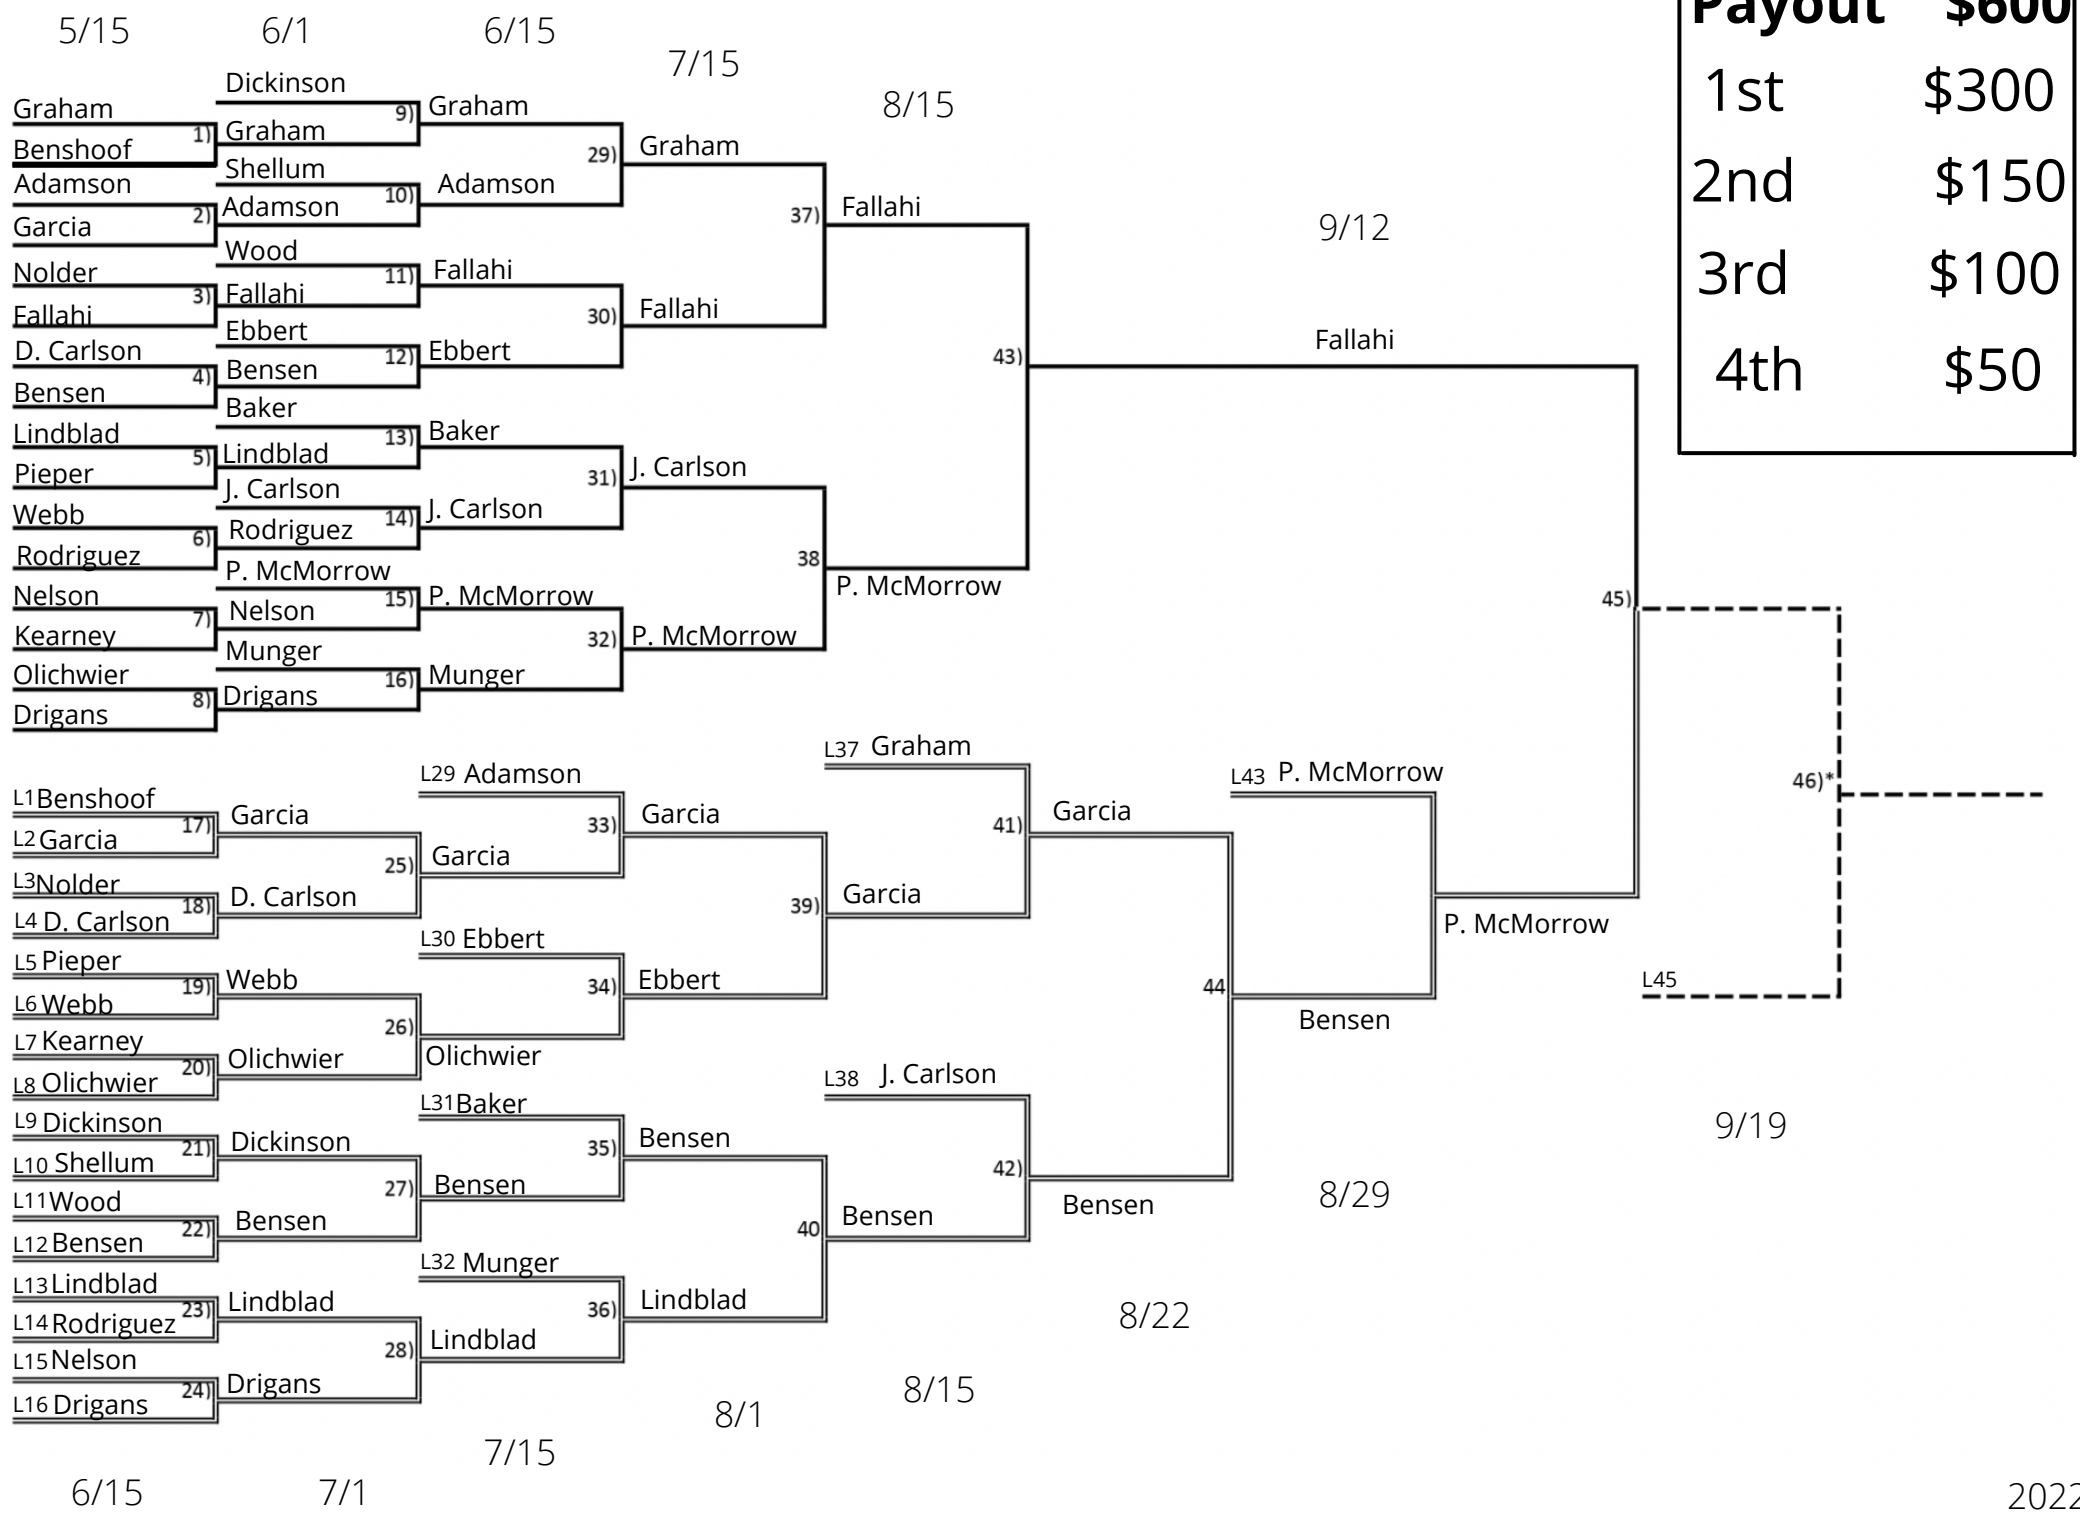 5/15
6/1
6/15
7/15
8/15
9/12
Payout $600
1st $300
2nd $150
3rd $100
4th $50
Graham
Benshoof
Adamson
Garcia
Nolder
Fallahi
D. Carlson
Bensen
Lindblad
Pieper
Webb
Rodriguez
Nelson
Kearney
Olichwier
Drigans
1)
2)
3)
4)
5)
6)
7)
8)
Dickinson
Graham
Shellum
Adamson
Wood
Fallahi
Ebbert
Bensen
Baker
Lindblad
J. Carlson
Rodriguez
P. McMorrow
Nelson
Munger
Drigans
9)
10)
11)
12)
13)
14)
15)
16)
Graham
Adamson
Fallahi
Ebbert
Baker
J. Carlson
P. McMorrow
Munger
29)
30)
31)
32)
Graham
Fallahi
J. Carlson
P. McMorrow
37)
38
Fallahi
P. McMorrow
43)
Fallahi
45)
46)*
L45
L1 Benshoof
L2 Garcia
L3 Nolder
L4 D. Carlson
L5 Pieper
L6 Webb
L7 Kearney
L8 Olichwier
L9 Dickinson
L10 Shellum
L11 Wood
L12 Bensen
L13 Lindblad
L14 Rodriguez
L15 Nelson
L16 Drigans
17)
18)
19)
20)
21)
22)
23)
24)
Garcia
D. Carlson
Webb
Olichwier
Dickinson
Bensen
Lindblad
Drigans
25)
26)
27)
28)
L29 Adamson
Garcia
L30 Ebbert
Olichwier
L31 Baker
Bensen
L32 Munger
Lindblad
33)
34)
35)
36)
Garcia
Ebbert
Bensen
Lindblad
39)
40
L37 Graham
Garcia
L38 J. Carlson
Bensen
41)
42)
Garcia
Bensen
44
L43 P. McMorrow
Bensen
P. McMorrow
9/19
8/29
8/22
8/15
8/1
7/15
6/15
7/1
2022